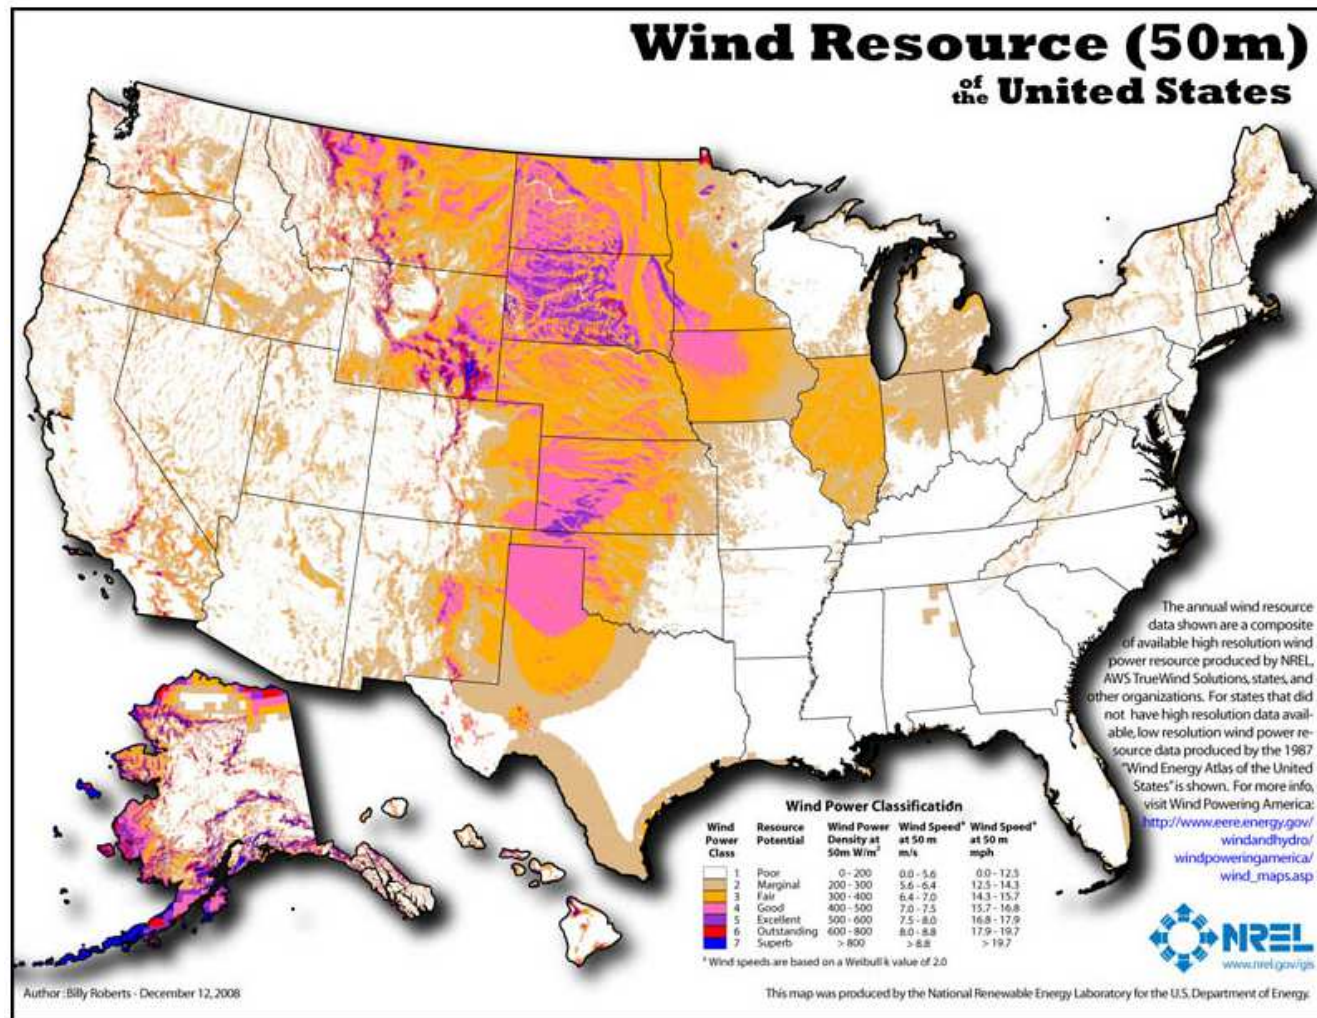 Wind Resource (50m)
of the United States
The annual wind resource
data shown are a composite
of available high resolution wind
power resource produced by NREL,
AWS TrueWind Solutions, states, and
other organizations. For states that did
not have high resolution data avail-
able, low resolution wind power re-
source data produced by the 1987
"Wind Energy Atlas of the United
States" is shown. For more info,
visit Wind Powering America:
http://www.eere.energy.gov/
windandhydro/
windpoweringamerica/
wind_maps.asp
Wind Power Classification
Wind Power Class Resource Potential Wind Power Density at 50m W/m² Wind Speedª at 50 m m/s Wind Speedª at 50 m mph
1 Poor 0 - 200 0.0 - 5.6 0.0 - 12.5
2 Marginal 200 - 300 5.6 - 6.4 12.5 - 14.3
3 Fair 300 - 400 6.4 - 7.0 14.3 - 15.7
4 Good 400 - 500 7.0 - 7.5 15.7 - 16.8
5 Excellent 500 - 600 7.5 - 8.0 16.8 - 17.9
6 Outstanding 600 - 800 8.0 - 8.8 17.9 - 19.7
7 Superb > 800 > 8.8 > 19.7
ª Wind speeds are based on a Weibull k value of 2.0
NREL
www.nrel.gov/gis
Author : Billy Roberts - December 12, 2008
This map was produced by the National Renewable Energy Laboratory for the U.S. Department of Energy.